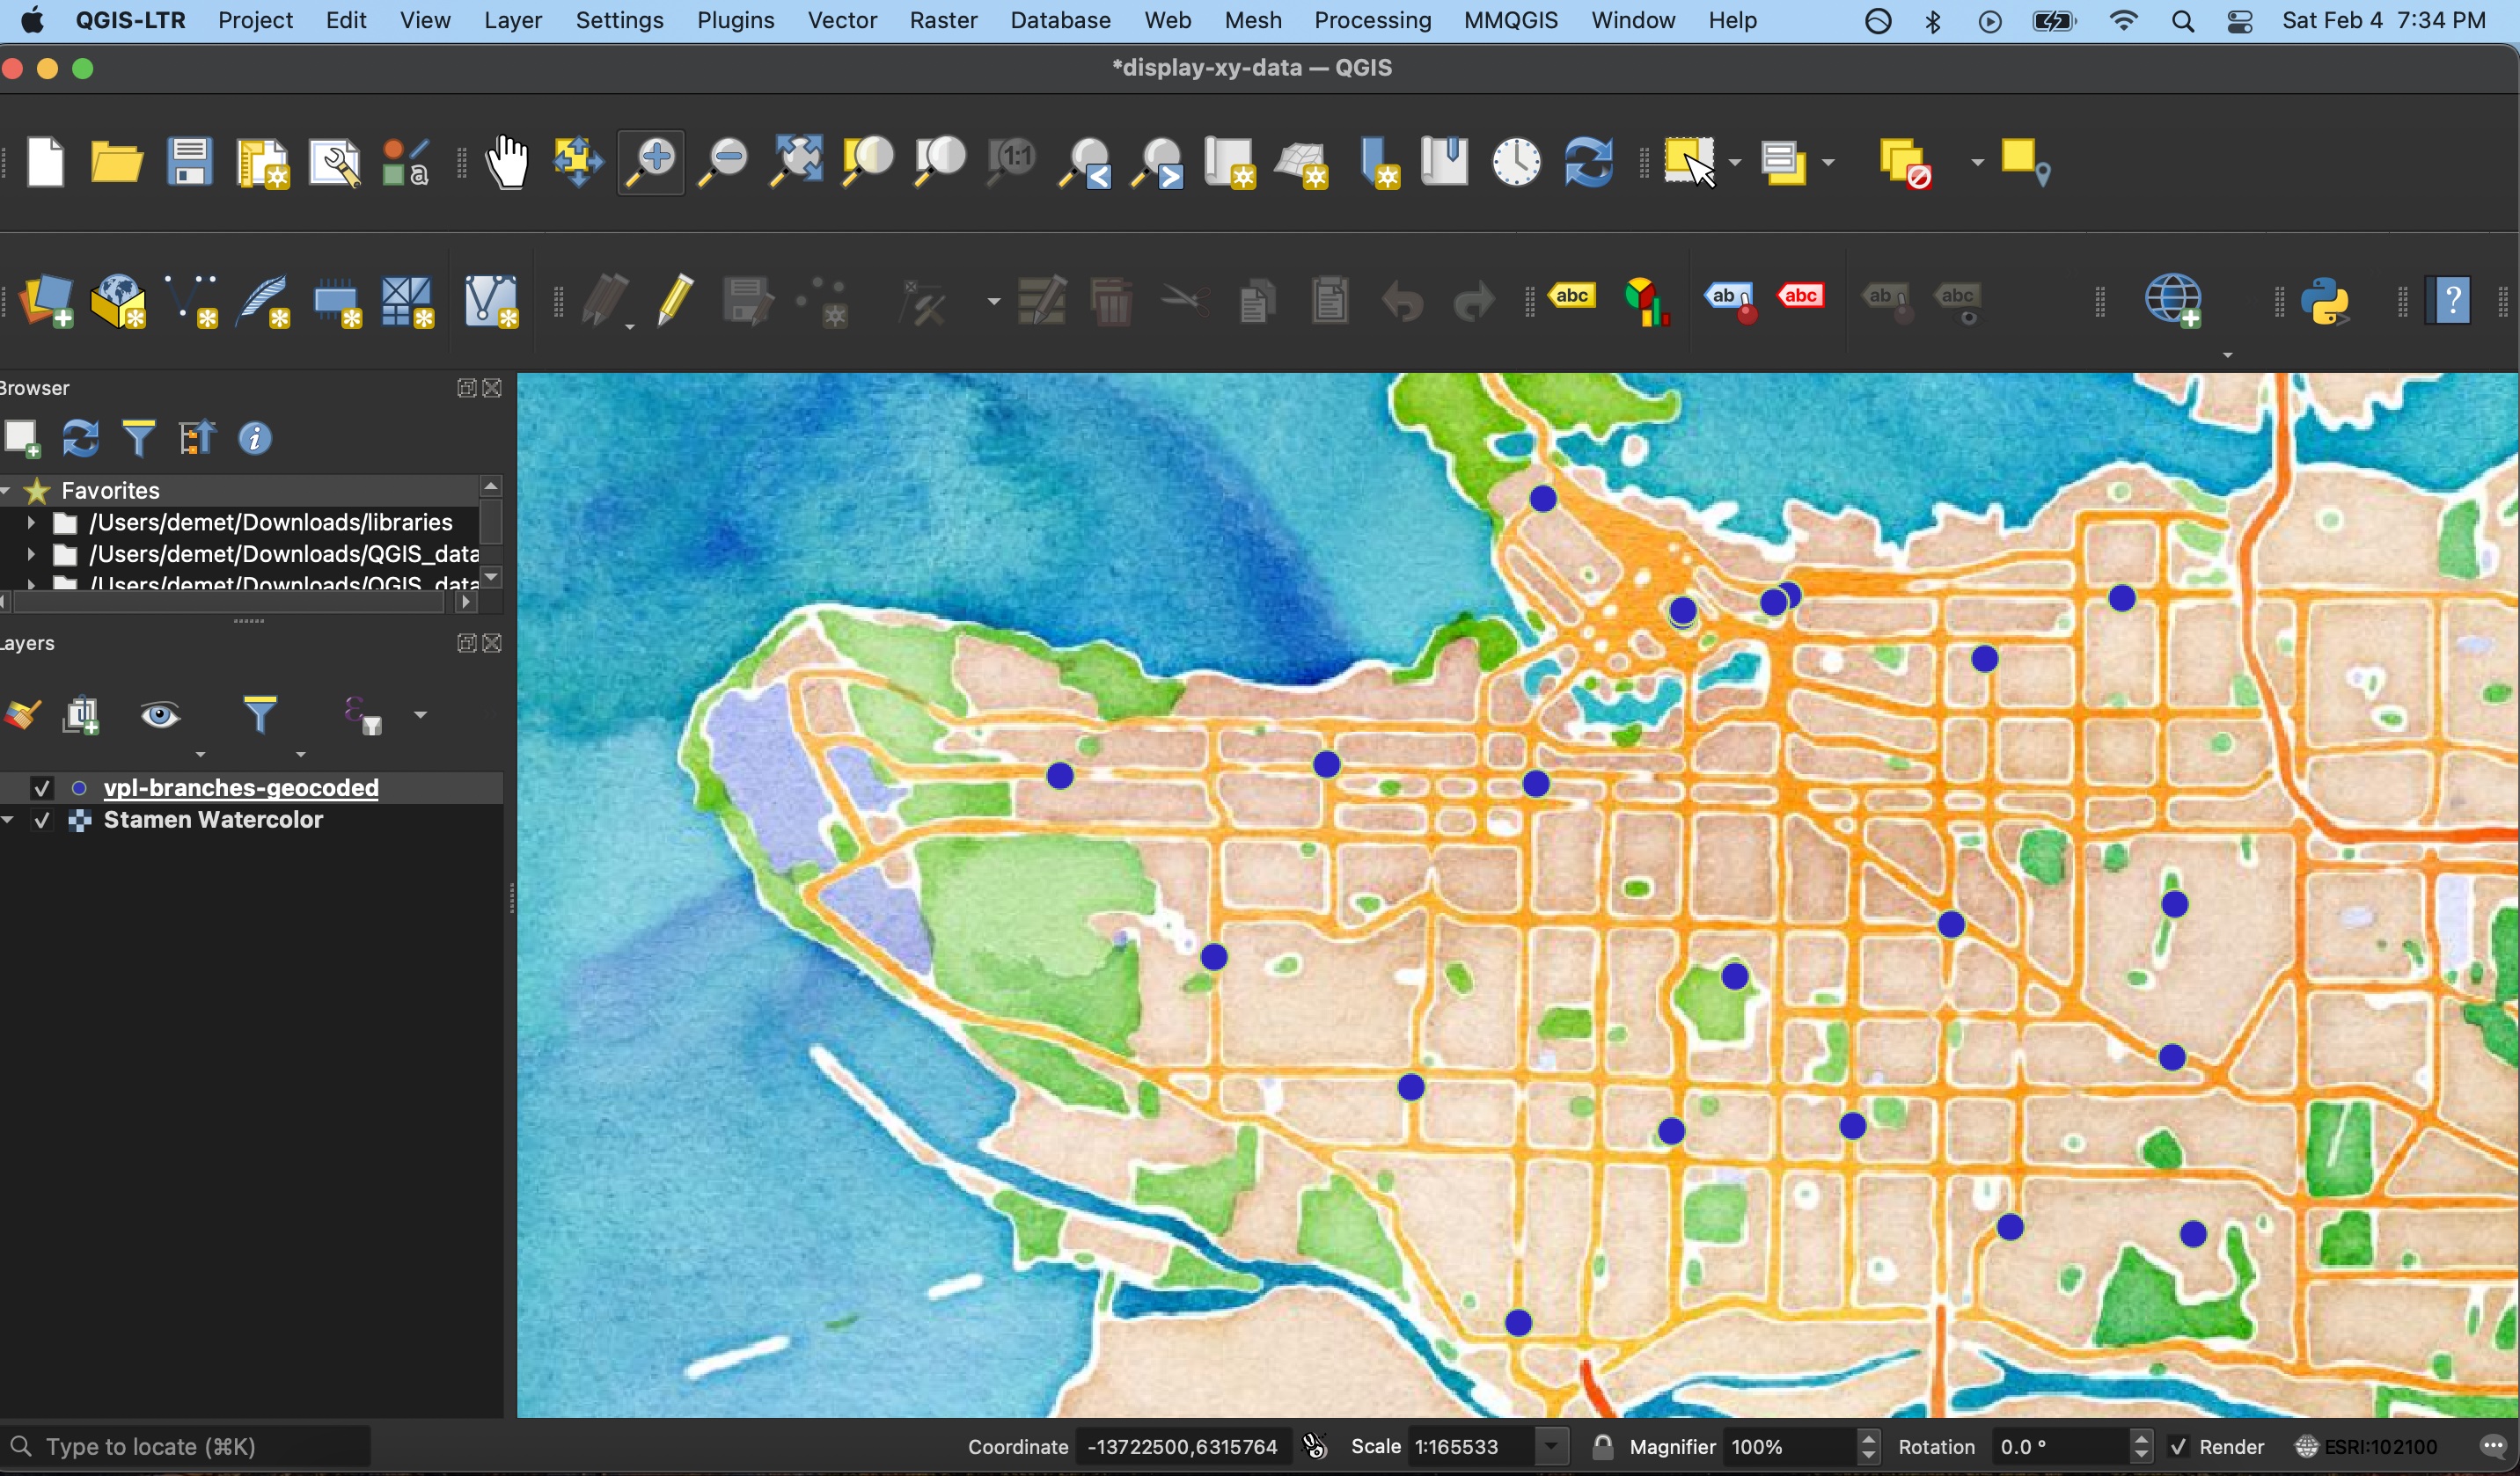 QGIS-LTR Project Edit View Layer Settings Plugins Vector Raster Database Web Mesh Processing MMQGIS Window Help Sat Feb 4 7:34 PM
*display-xy-data — QGIS
1:1
a
abc ab abc ab abc ?
Browser
i
Favorites
/Users/demet/Downloads/libraries
/Users/demet/Downloads/QGIS_data
/Users/demet/Downloads/QGIS_data
Layers
ε
vpl-branches-geocoded
Stamen Watercolor
Type to locate (⌘K) Coordinate -13722500,6315764 Scale 1:165533 Magnifier 100% Rotation 0.0 ° Render ESRI:102100